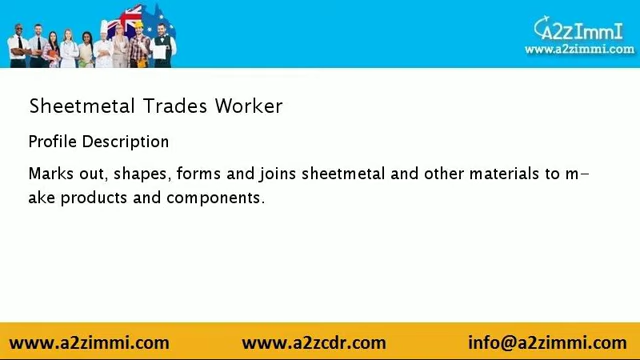 A2ZImmI
www.a2zimmi.com
Sheetmetal Trades Worker
Profile Description
Marks out, shapes, forms and joins sheetmetal and other materials to m-
ake products and components.
www.a2zimmi.com www.a2zcdr.com info@a2zimmi.com